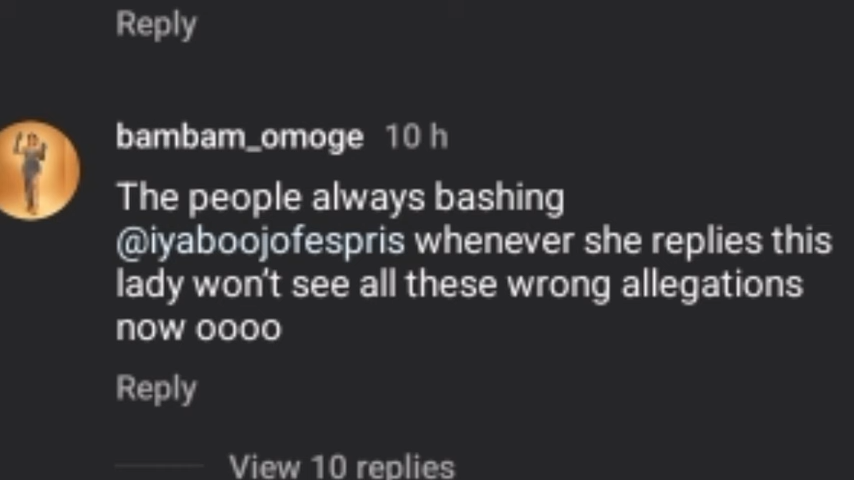 Reply
bambam_omoge 10 h
The people always bashing
@iyaboojofespris whenever she replies this
lady won't see all these wrong allegations
now oooo
Reply
View 10 replies